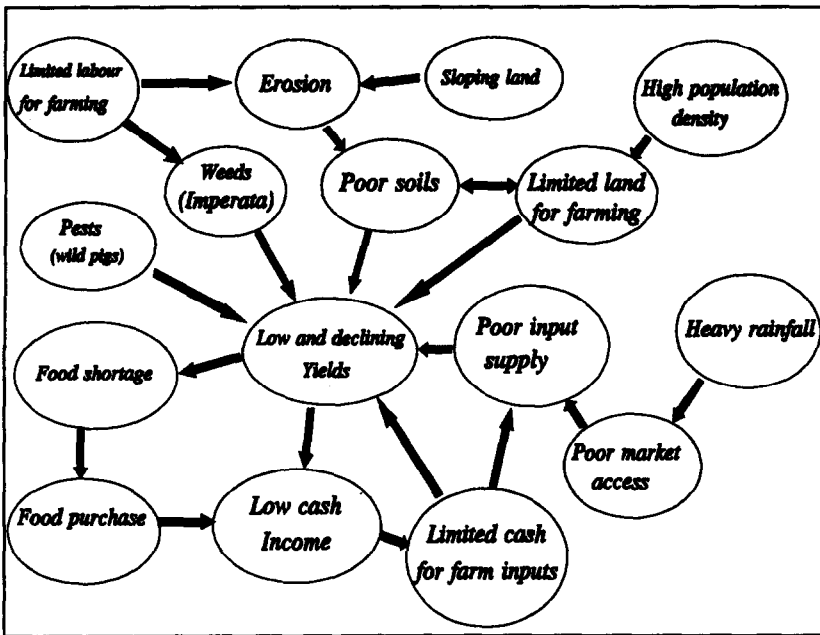 Limited labour
for farming
Erosion
Sloping land
High population
density
Weeds
(Imperata)
Poor soils
Limited land
for farming
Pests
(wild pigs)
Low and declining
Yields
Poor input
supply
Heavy rainfall
Food shortage
Poor market
access
Food purchase
Low cash
Income
Limited cash
for farm inputs